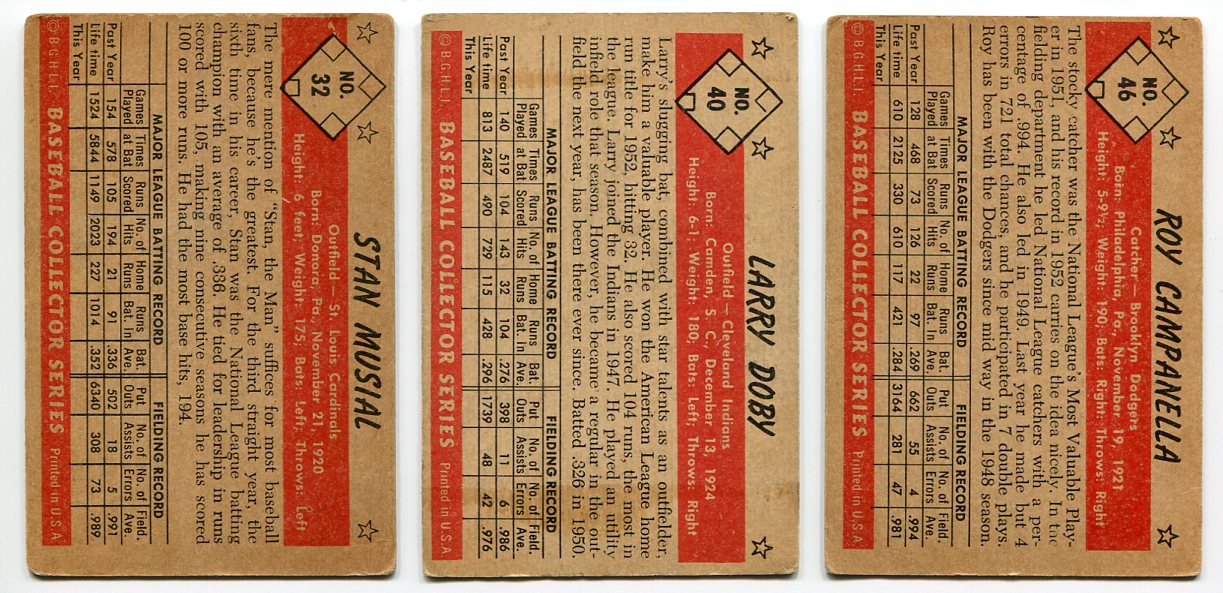 NO.
32
STAN MUSIAL
Outfield — St. Louis Cardinals
Born: Donora, Pa., November 21, 1920
Height: 6 feet; Weight: 175; Bats: Left; Throws: Left
The mere mention of "Stan, the Man" suffices for most baseball
fans, because he's the greatest. For the third straight year, the
sixth time in his career, Stan was the National League batting
champion with an average of .336. He tied for leadership in runs
scored with 105, making nine consecutive seasons he has scored
100 or more runs. He had the most base hits, 194.
MAJOR LEAGUE BATTING RECORD FIELDING RECORD
Games Played Times at Bat Runs Scored No. of Hits Home Runs Runs Bat. In Bat. Ave. Put Outs No. of Assists No. of Errors Field. Ave.
Past Year 154 578 105 194 21 91 .336 502 18 5 .991
Life time 1524 5844 1149 2023 227 1014 .352 6340 308 73 .989
This Year
© B.G.H.L.I. BASEBALL COLLECTOR SERIES Printed in U.S.A.
NO.
40
LARRY DOBY
Outfield — Cleveland Indians
Born: Camden, S. C., December 13, 1924
Height: 6-1; Weight: 180; Bats: Left; Throws: Right
Larry's slugging bat, combined with star talents as an outfielder,
make him a valuable player. He won the American League home
run title for 1952, hitting 32. He also scored 104 runs, the most in
the league. Larry joined the Indians in 1947. He played an utility
infield role that season. However, he became a regular in the out-
field the next year, has been there ever since. Batted .326 in 1950.
MAJOR LEAGUE BATTING RECORD FIELDING RECORD
Games Played Times at Bat Runs Scored No. of Hits Home Runs Runs Bat. In Bat. Ave. Put Outs No. of Assists No. of Errors Field. Ave.
Past Year 140 519 104 143 32 104 .276 398 11 6 .986
Life time 813 2487 490 729 115 428 .296 1739 48 42 .976
This Year
© B.G.H.L.I. BASEBALL COLLECTOR SERIES Printed in U.S.A
NO.
46
ROY CAMPANELLA
Catcher — Brooklyn Dodgers
Born: Philadelphia, Pa., November, 19, 1921
Height: 5-9½; Weight: 190; Bats: Right; Throws: Right
The stocky catcher was the National League's Most Valuable Play-
er in 1951, and his record in 1952 carries on the idea nicely. In the
fielding department he led National League catchers with a per-
centage of .994. He also led in 1949. Last year he made but 4
errors in 721 total chances, and he participated in 7 double plays.
Roy has been with the Dodgers since mid way in the 1948 season.
MAJOR LEAGUE BATTING RECORD FIELDING RECORD
Games Played Times at Bat Runs Scored No. of Hits Home Runs Runs Bat. In Bat. Ave. Put Outs No. of Assists No. of Errors Field. Ave.
Past Year 128 468 73 126 22 97 .269 662 55 4 .994
Life time 610 2125 330 610 117 421 .284 3164 281 47 .981
This Year
© B.G.H.L.I. BASEBALL COLLECTOR SERIES Printed in U.S.A